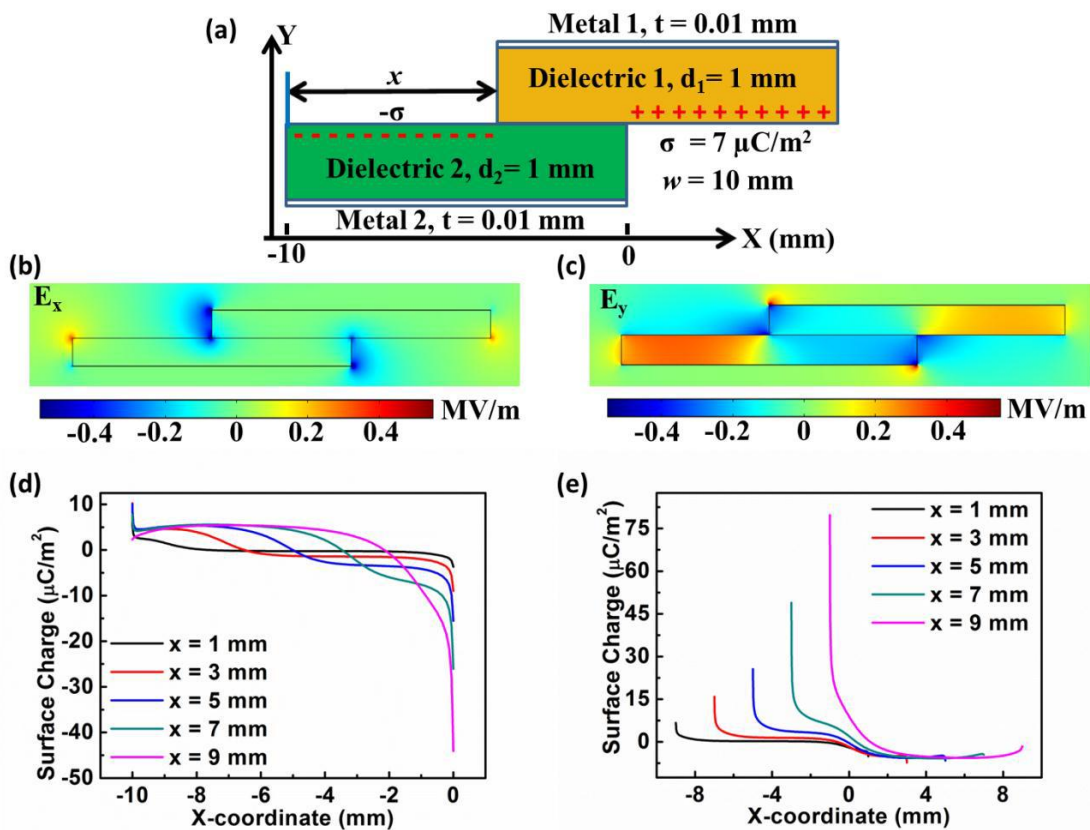 (a)
Y
Metal 1, t = 0.01 mm
x
Dielectric 1, d₁= 1 mm
-σ
+ + + + + + + + + +
- - - - - - - - - - - -
σ = 7 μC/m²
Dielectric 2, d₂= 1 mm
w = 10 mm
Metal 2, t = 0.01 mm
X (mm)
-10
0
(b)
(c)
Eₓ
Eᵧ
MV/m
-0.4 -0.2 0 0.2 0.4
MV/m
-0.4 -0.2 0 0.2 0.4
(d)
Surface Charge (μC/m²)
10
5
0
-5
-10
-20
-30
-40
-50
x = 1 mm
x = 3 mm
x = 5 mm
x = 7 mm
x = 9 mm
-10 -8 -6 -4 -2 0
X-coordinate (mm)
(e)
Surface Charge (μC/m²)
75
60
45
30
15
0
x = 1 mm
x = 3 mm
x = 5 mm
x = 7 mm
x = 9 mm
-8 -4 0 4 8
X-coordinate (mm)